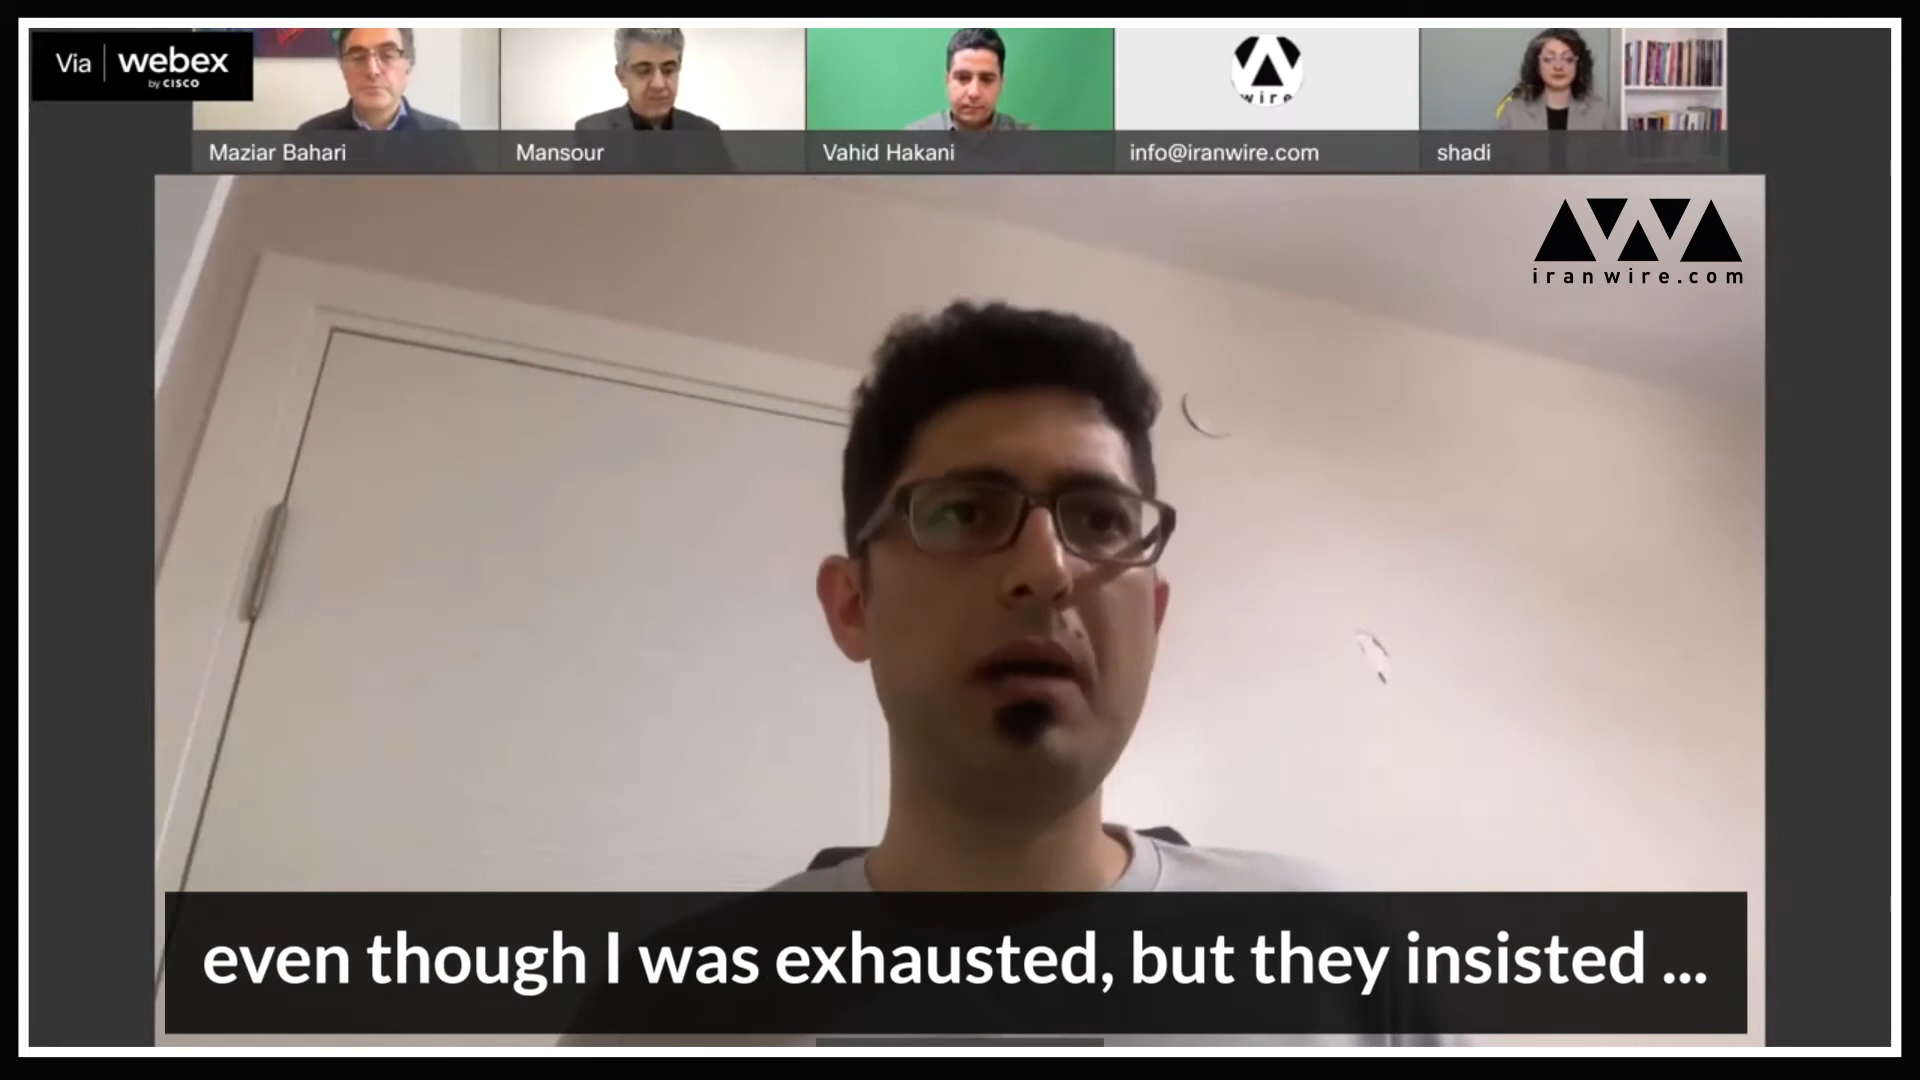 Via webex
by CISCO
Maziar Bahari
Mansour
Vahid Hakani
wire
info@iranwire.com
shadi
iranwire.com
even though I was exhausted, but they insisted ...